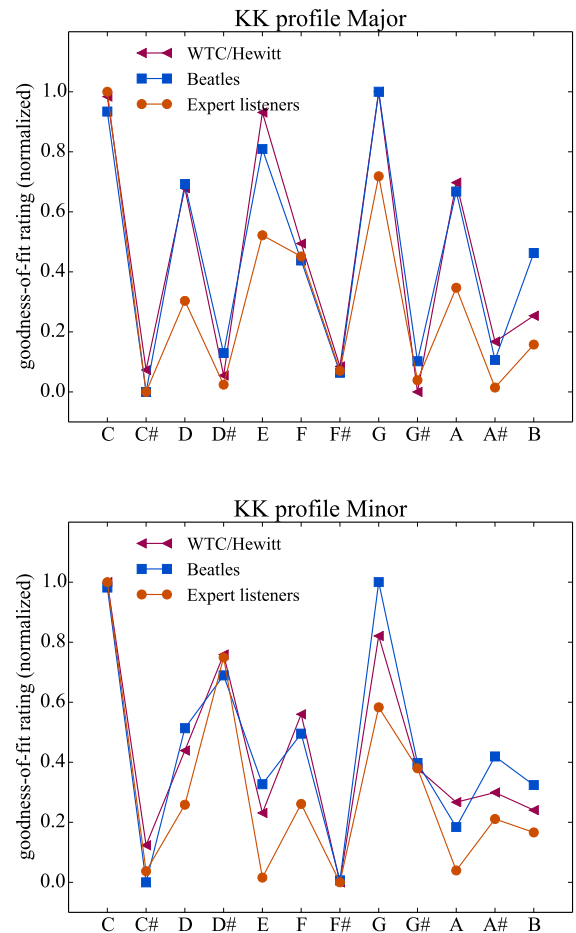 KK profile Major
WTC/Hewitt
Beatles
Expert listeners
goodness-of-fit rating (normalized)
1.0
0.8
0.6
0.4
0.2
0.0
C C# D D# E F F# G G# A A# B
KK profile Minor
WTC/Hewitt
Beatles
Expert listeners
goodness-of-fit rating (normalized)
1.0
0.8
0.6
0.4
0.2
0.0
C C# D D# E F F# G G# A A# B